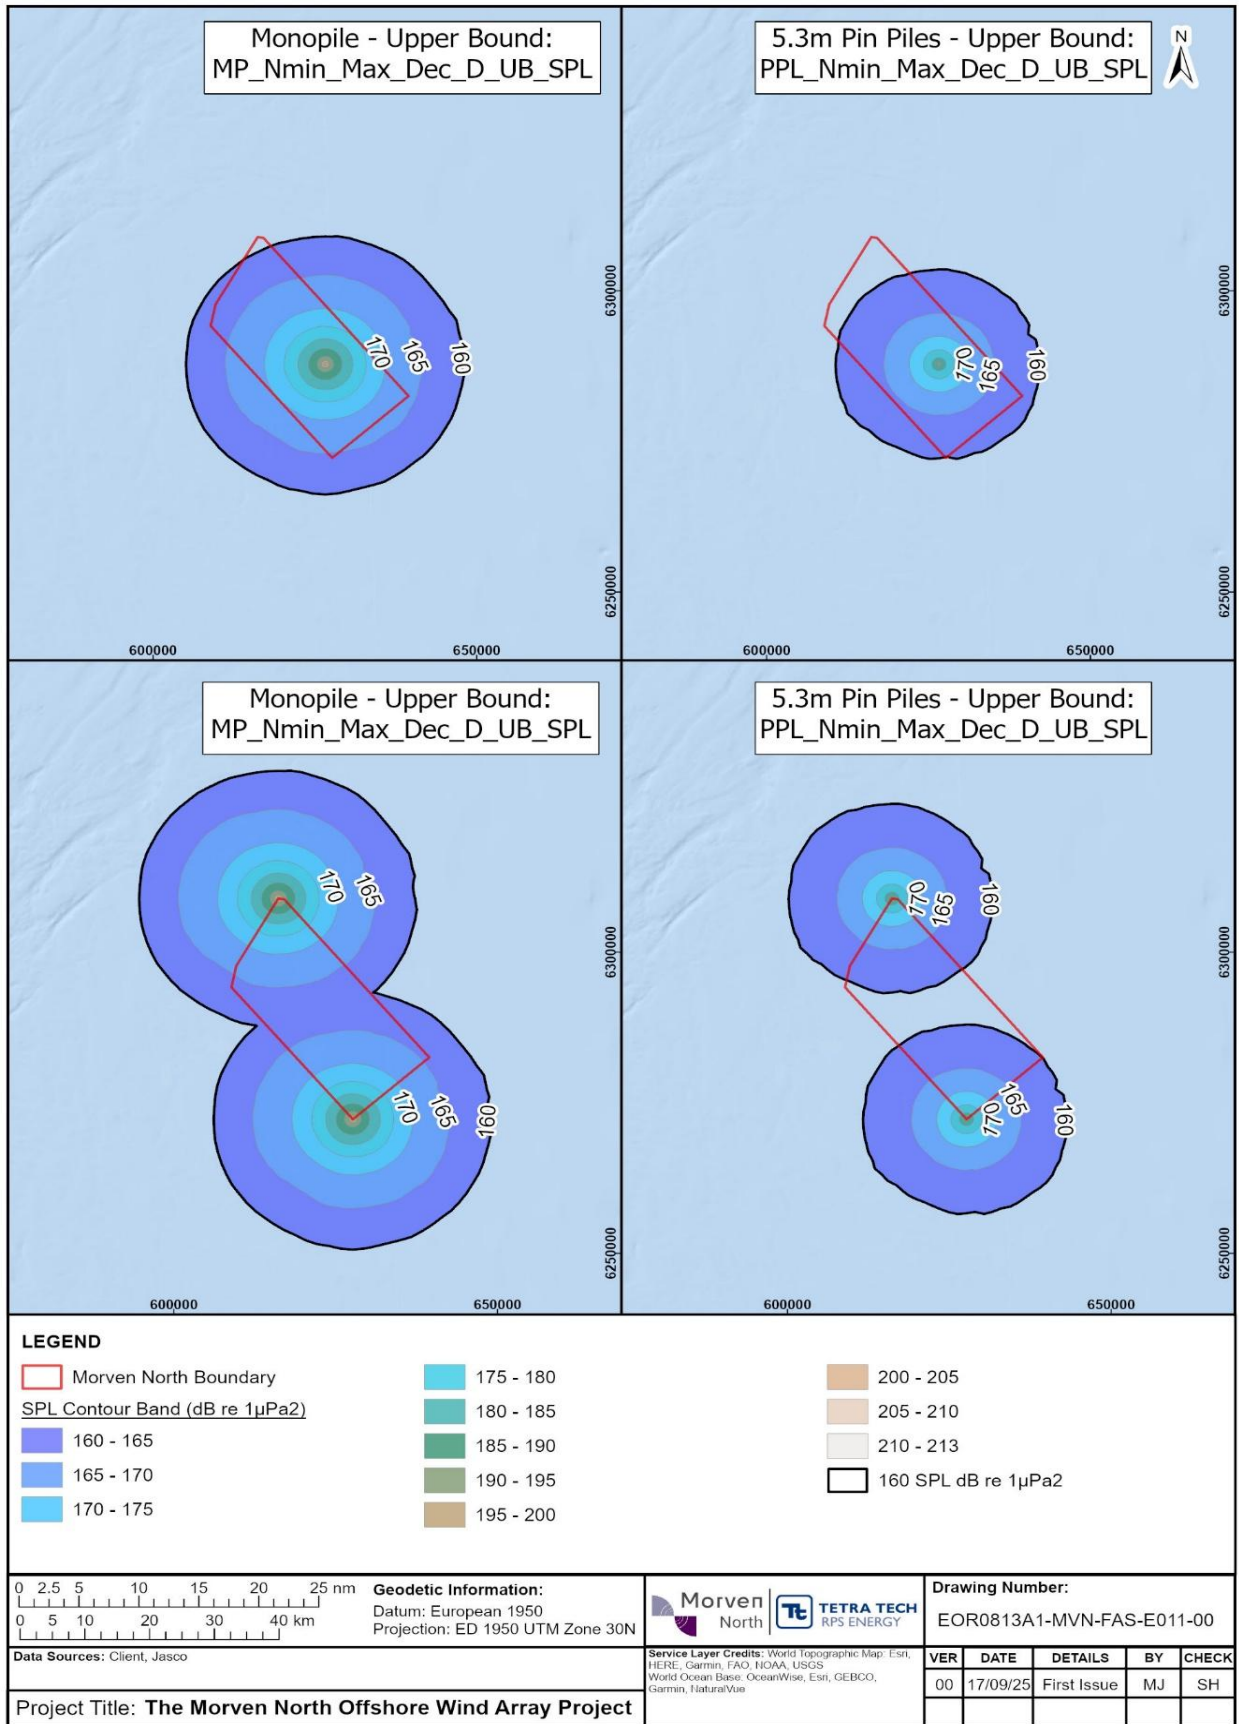 Monopile - Upper Bound:
MP_Nmin_Max_Dec_D_UB_SPL
5.3m Pin Piles - Upper Bound:
PPL_Nmin_Max_Dec_D_UB_SPL
N
170
165
160
170
165
160
6300000
6250000
600000
650000
600000
650000
Monopile - Upper Bound:
MP_Nmin_Max_Dec_D_UB_SPL
5.3m Pin Piles - Upper Bound:
PPL_Nmin_Max_Dec_D_UB_SPL
170
165
170
165
160
170
165
160
170
165
160
6300000
6250000
600000
650000
600000
650000
LEGEND
Morven North Boundary
SPL Contour Band (dB re 1µPa2)
160 - 165
165 - 170
170 - 175
175 - 180
180 - 185
185 - 190
190 - 195
195 - 200
200 - 205
205 - 210
210 - 213
160 SPL dB re 1µPa2
0 2.5 5 10 15 20 25 nm
0 5 10 20 30 40 km
Geodetic Information:
Datum: European 1950
Projection: ED 1950 UTM Zone 30N
Morven
North
Tt
TETRA TECH
RPS ENERGY
Drawing Number:
EOR0813A1-MVN-FAS-E011-00
Data Sources: Client, Jasco
Service Layer Credits: World Topographic Map: Esri,
HERE, Garmin, FAO, NOAA, USGS
World Ocean Base: OceanWise, Esri, GEBCO,
Garmin, NaturalVue
VER DATE DETAILS BY CHECK
00 17/09/25 First Issue MJ SH
Project Title: The Morven North Offshore Wind Array Project